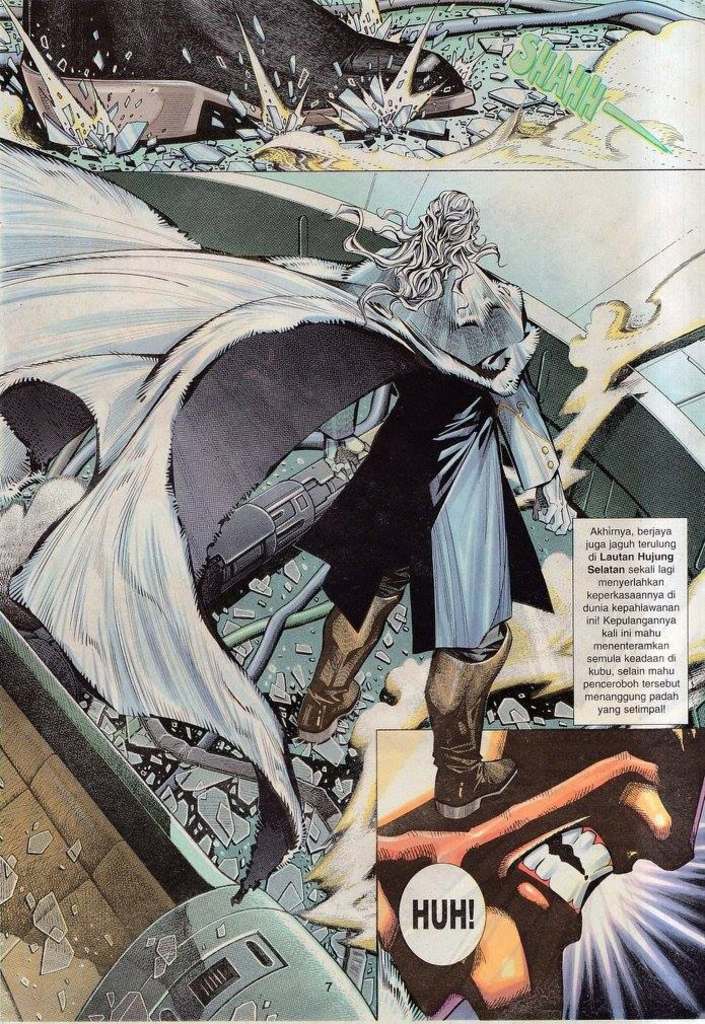 SHAHH
Akhirnya, berjaya
juga jaguh terulung
di Lautan Hujung
Selatan sekali lagi
menyerlahkan
keperkasaannya di
dunia kepahlawanan
ini! Kepulangannya
kali ini mahu
menenteramkan
semula keadaan di
kubu, selain mahu
penceroboh tersebut
menanggung padah
yang setimpal!
HUH!
7